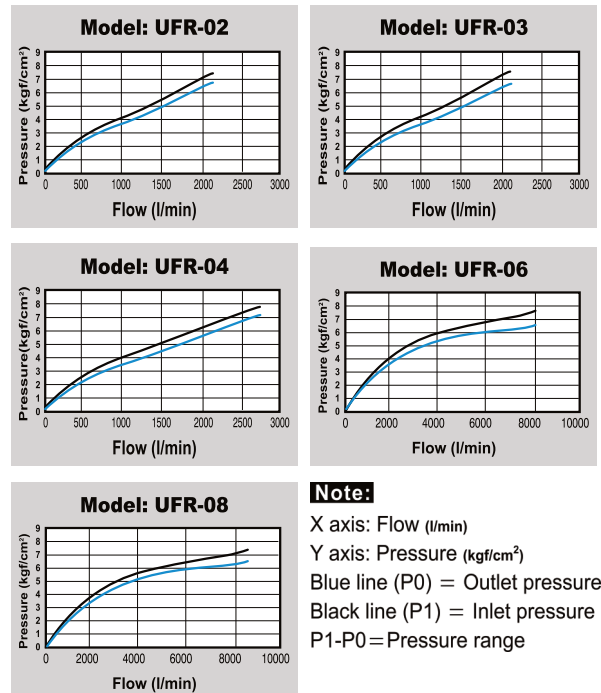 Model: UFR-02
Pressure (kgf/cm²)
9
8
7
6
5
4
3
2
1
0
0 500 1000 1500 2000 2500 3000
Flow (l/min)
Model: UFR-03
Pressure (kgf/cm²)
9
8
7
6
5
4
3
2
1
0
0 500 1000 1500 2000 2500 3000
Flow (l/min)
Model: UFR-04
Pressure(kgf/cm²)
9
8
7
6
5
4
3
2
1
0
0 500 1000 1500 2000 2500 3000
Flow (l/min)
Model: UFR-06
Pressure (kgf/cm²)
9
8
7
6
5
4
3
2
1
0
0 2000 4000 6000 8000 10000
Flow (l/min)
Model: UFR-08
Pressure (kgf/cm²)
9
8
7
6
5
4
3
2
1
0
0 2000 4000 6000 8000 10000
Flow (l/min)
Note:
X axis: Flow (l/min)
Y axis: Pressure (kgf/cm²)
Blue line (P0) = Outlet pressure
Black line (P1) = Inlet pressure
P1-P0=Pressure range